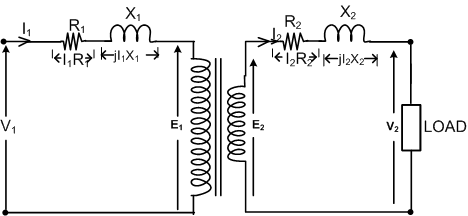 I₁ R₁ X₁ I₂ R₂ X₂
I₁R₁ jI₁X₁ I₂R₂ jI₂X₂
V₁ E₁ E₂ V₂ LOAD